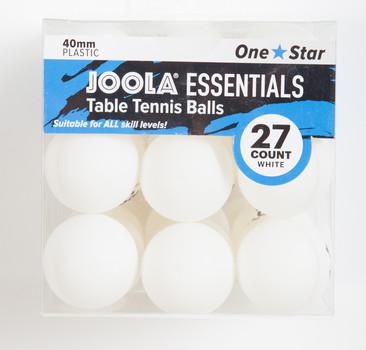 40mm
PLASTIC
One★Star
JOOLA® ESSENTIALS
Table Tennis Balls
Suitable for ALL skill levels!
27
COUNT
WHITE